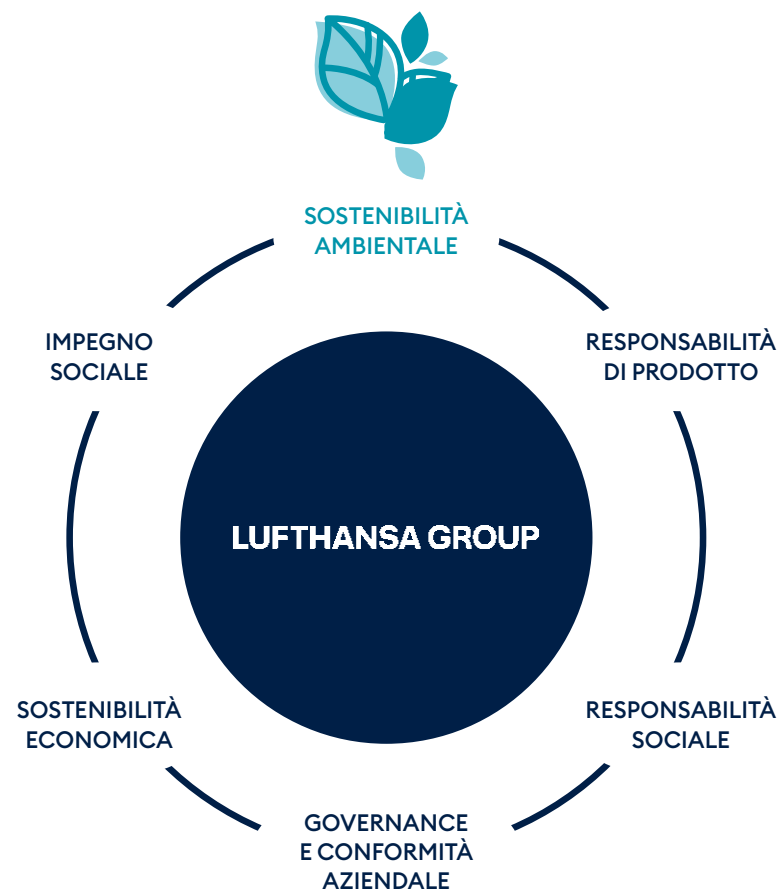 SOSTENIBILITÀ
AMBIENTALE
IMPEGNO
SOCIALE
RESPONSABILITÀ
DI PRODOTTO
LUFTHANSA GROUP
SOSTENIBILITÀ
ECONOMICA
RESPONSABILITÀ
SOCIALE
GOVERNANCE
E CONFORMITÀ
AZIENDALE